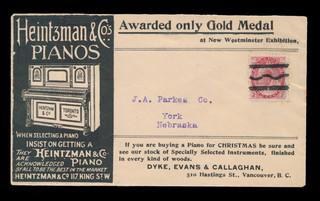 Heintzman & Co's
PIANOS
HEINTZMAN & CO
TORONTO
WHEN SELECTING A PIANO
INSIST ON GETTING A
THEY ARE ACKNOWLEDGED
HEINTZMAN & CO
PIANO
BY ALL TO BE THE BEST IN THE MARKET
HEINTZMAN & CO 117 KING ST W.
Awarded only Gold Medal
at New Westminster Exhibition,
J.A. Parkes Co.
York
Nebraska
If you are buying a Piano for CHRISTMAS be sure and
see our stock of Specially Selected Instruments, finished
in every kind of woods.
DYKE, EVANS & CALLAGHAN,
310 Hastings St., Vancouver, B. C.